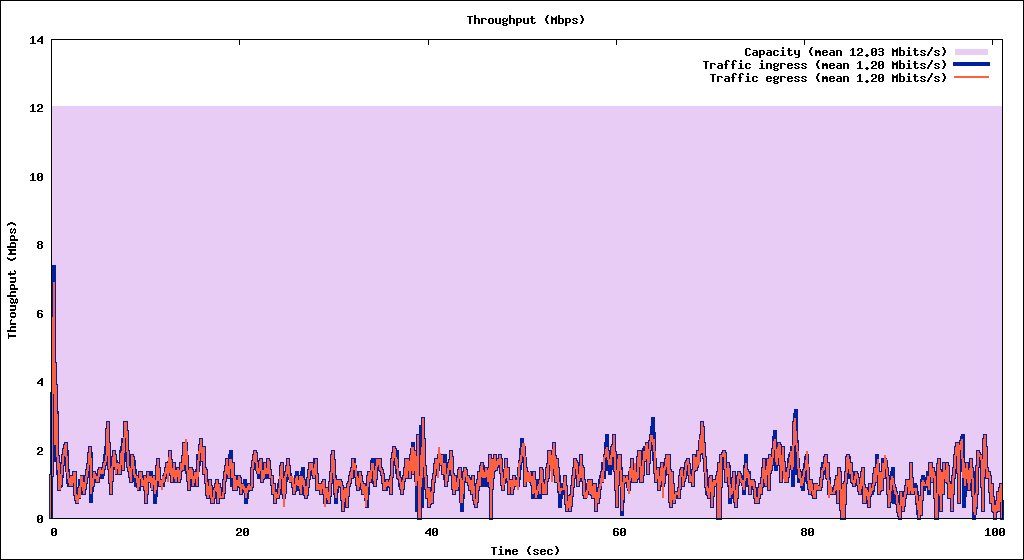 Throughput (Mbps)
14
Capacity (mean 12.03 Mbits/s)
Traffic ingress (mean 1.20 Mbits/s)
Traffic egress (mean 1.20 Mbits/s)
12
10
8
Throughput (Mbps)
6
4
2
0
0 20 40 60 80 100
Time (sec)